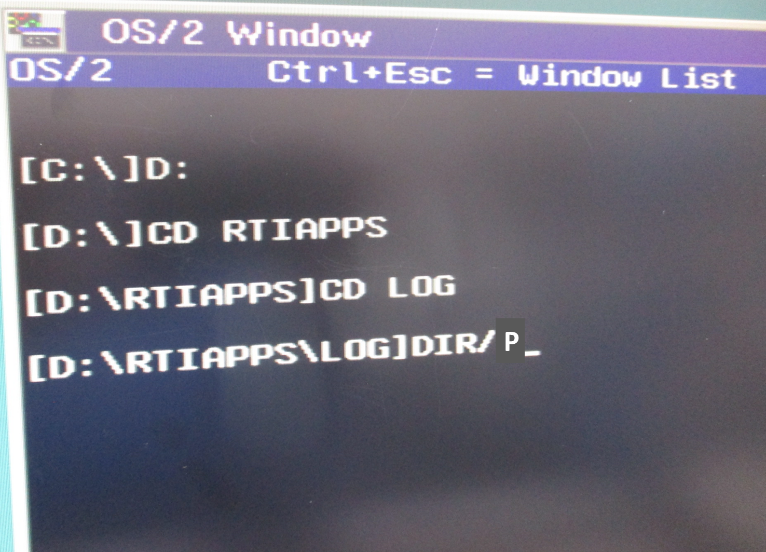 OS/2 Window
OS/2 Ctrl+Esc = Window List
[C:\]D:
[D:\]CD RTIAPPS
[D:\RTIAPPS]CD LOG
[D:\RTIAPPS\LOG]DIR/P_